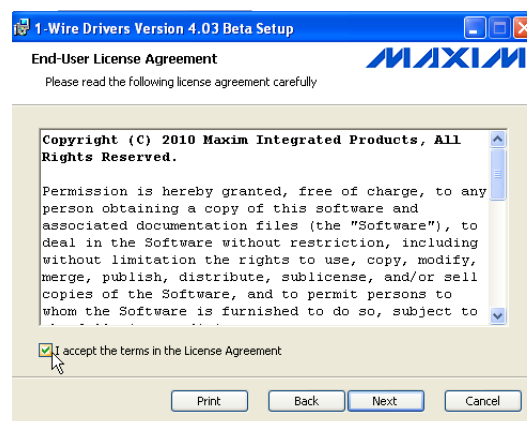 1-Wire Drivers Version 4.03 Beta Setup
End-User License Agreement
MAXIM
Please read the following license agreement carefully
Copyright (C) 2010 Maxim Integrated Products, All
Rights Reserved.
Permission is hereby granted, free of charge, to any
person obtaining a copy of this software and
associated documentation files (the "Software"), to
deal in the Software without restriction, including
without limitation the rights to use, copy, modify,
merge, publish, distribute, sublicense, and/or sell
copies of the Software, and to permit persons to
whom the Software is furnished to do so, subject to
I accept the terms in the License Agreement
Print
Back
Next
Cancel